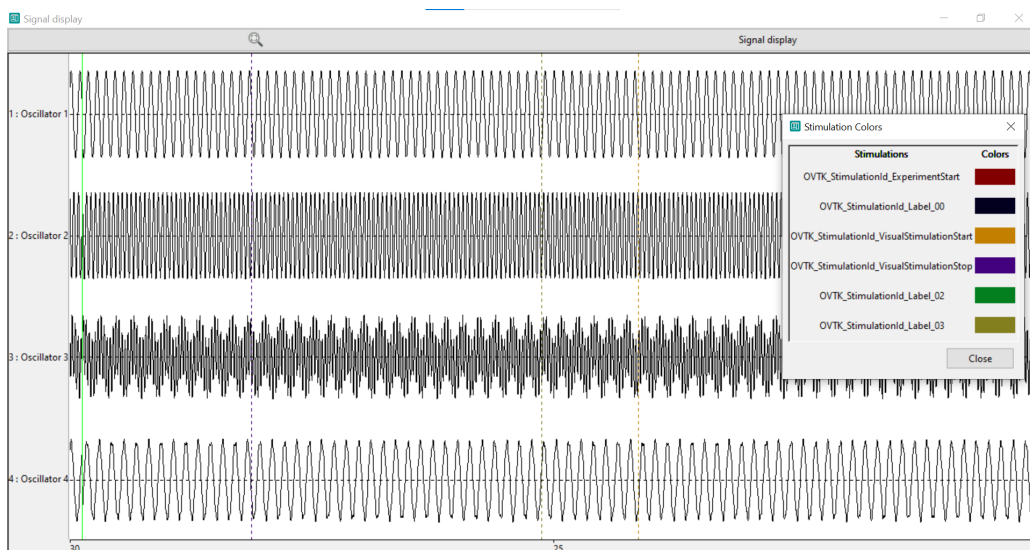 Signal display
Signal display
1 : Oscillator 1
2 : Oscillator 2
3 : Oscillator 3
4 : Oscillator 4
30
25
Stimulation Colors
Stimulations Colors
OVTK_StimulationId_ExperimentStart
OVTK_StimulationId_Label_00
OVTK_StimulationId_VisualStimulationStart
OVTK_StimulationId_VisualStimulationStop
OVTK_StimulationId_Label_02
OVTK_StimulationId_Label_03
Close